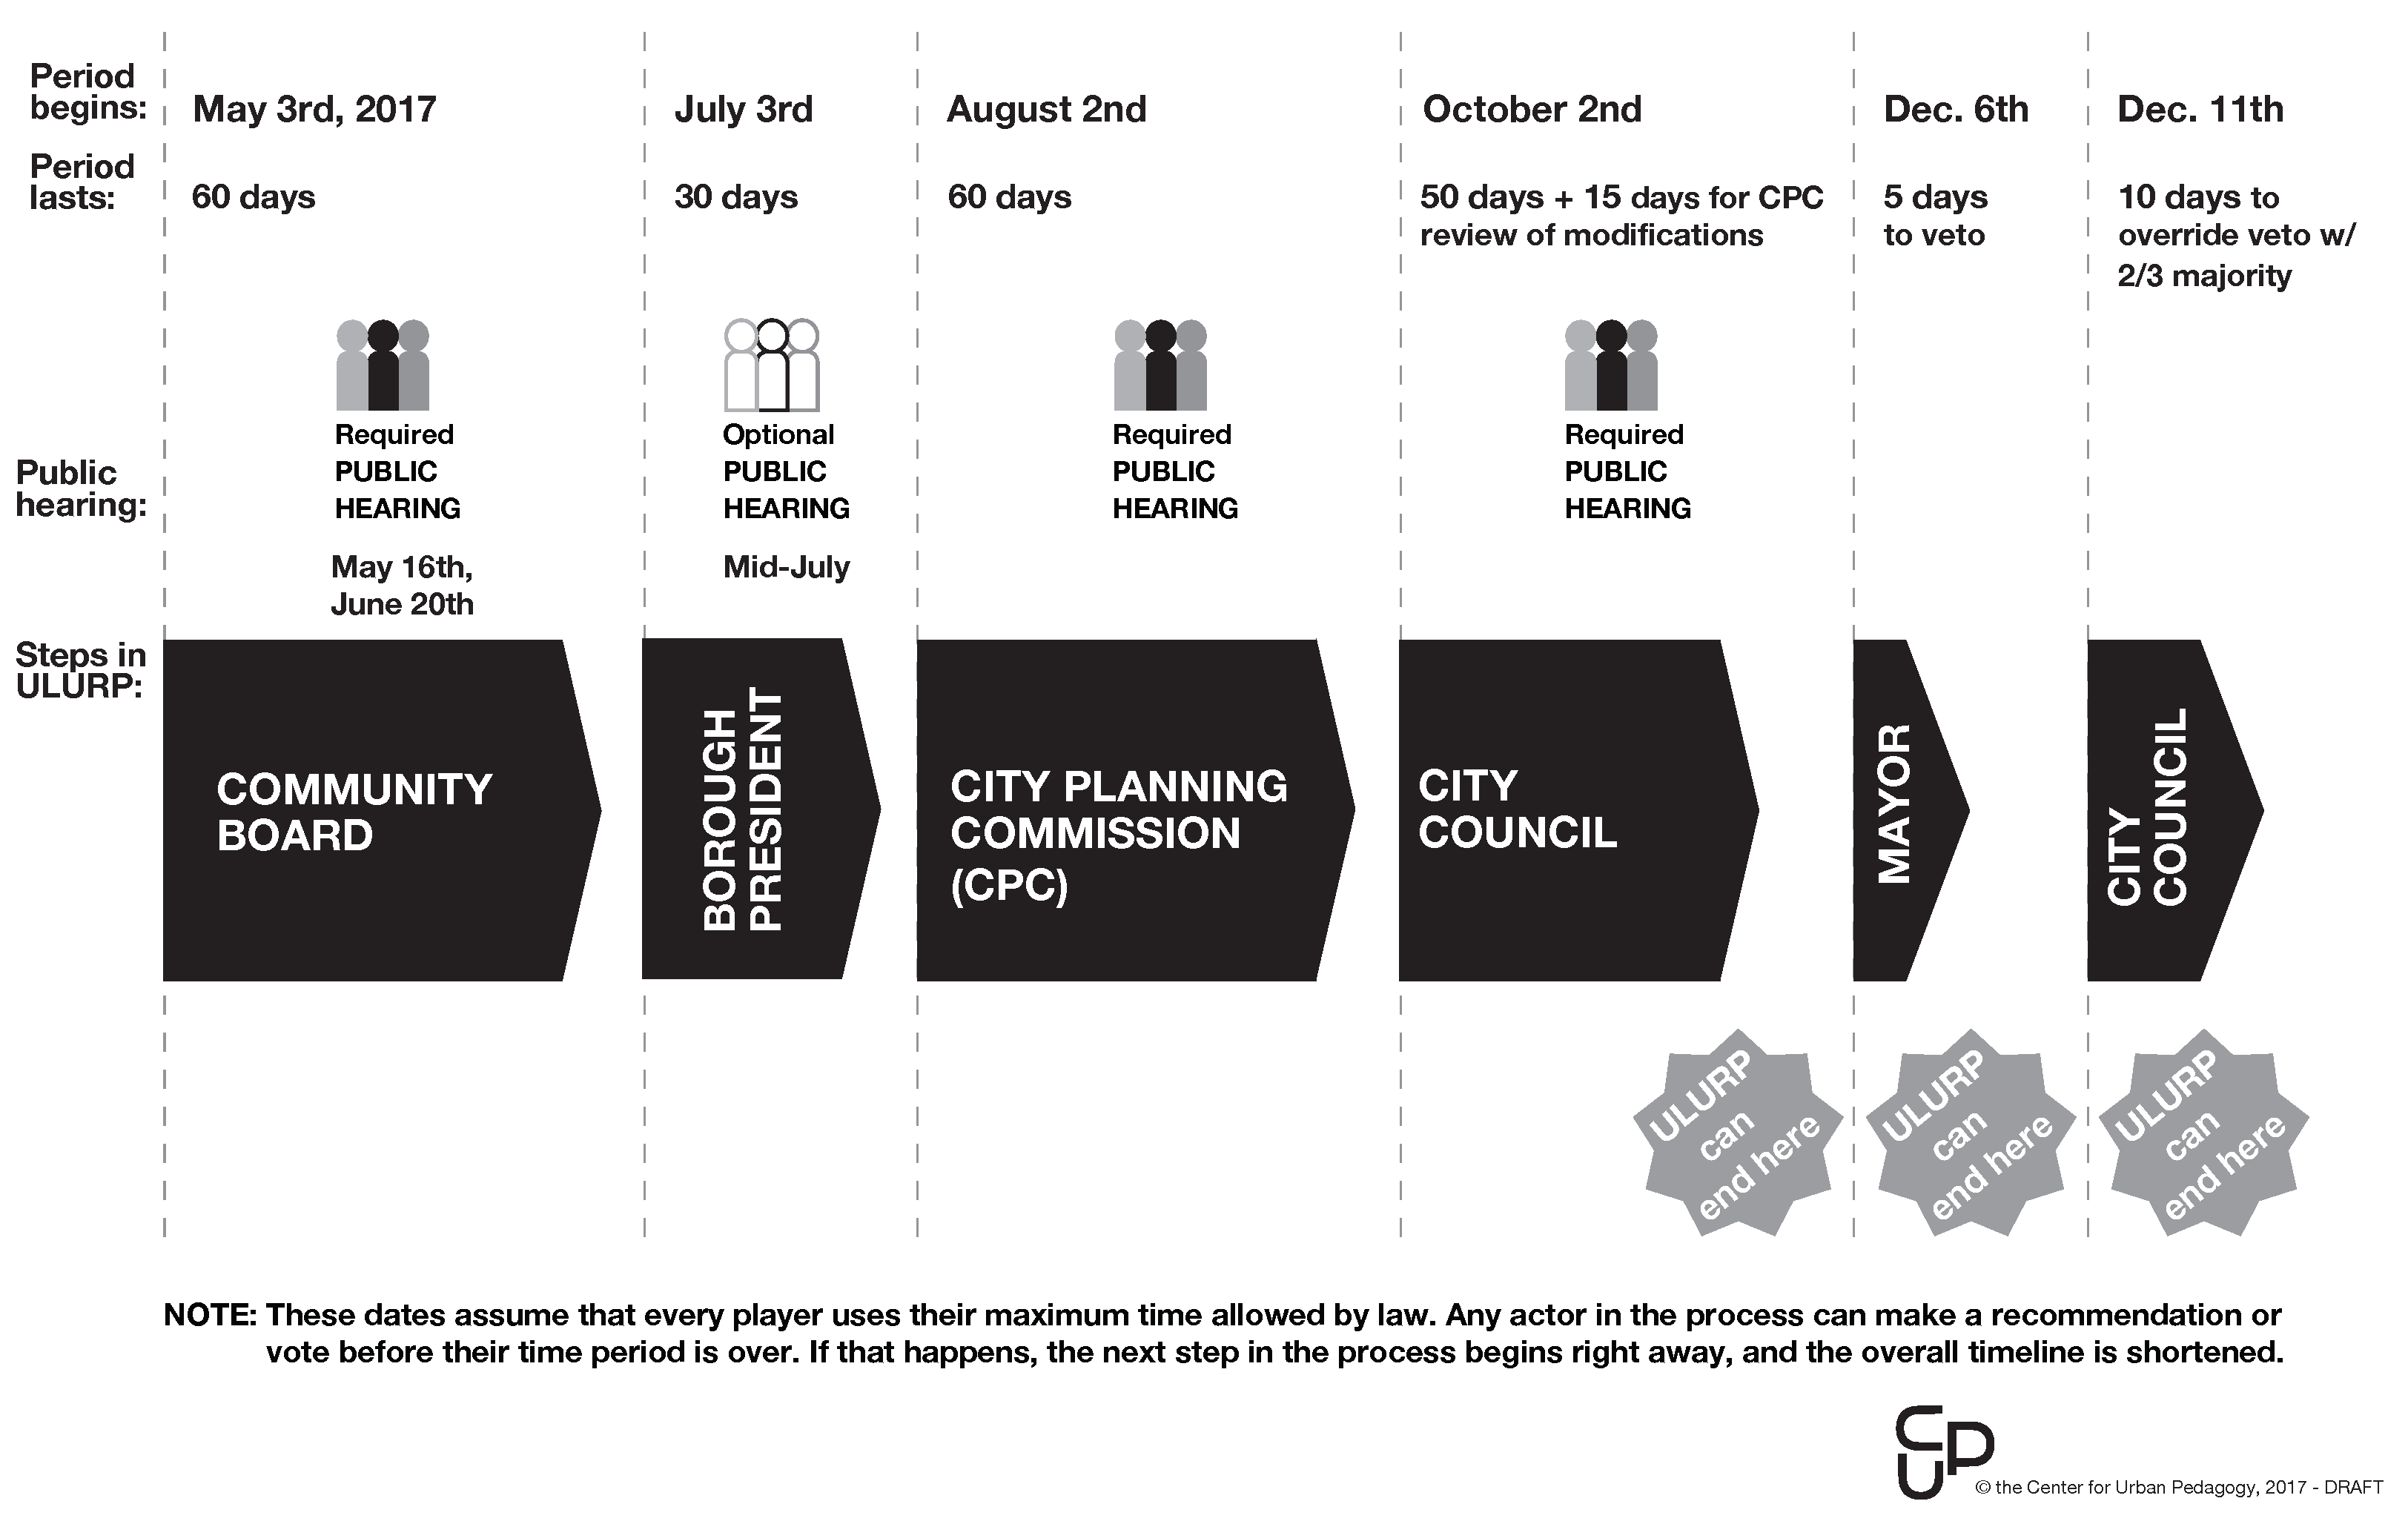 Period
begins:
May 3rd, 2017
July 3rd
August 2nd
October 2nd
Dec. 6th
Dec. 11th
Period
lasts:
60 days
30 days
60 days
50 days + 15 days for CPC
review of modifications
5 days
to veto
10 days to
override veto w/
2/3 majority
Public
hearing:
Required
PUBLIC
HEARING
May 16th,
June 20th
Optional
PUBLIC
HEARING
Mid-July
Required
PUBLIC
HEARING
Required
PUBLIC
HEARING
Steps in
ULURP:
COMMUNITY
BOARD
BOROUGH
PRESIDENT
CITY PLANNING
COMMISSION
(CPC)
CITY
COUNCIL
MAYOR
CITY
COUNCIL
ULURP
can
end here
ULURP
can
end here
ULURP
can
end here
NOTE: These dates assume that every player uses their maximum time allowed by law. Any actor in the process can make a recommendation or
vote before their time period is over. If that happens, the next step in the process begins right away, and the overall timeline is shortened.
CUP
© the Center for Urban Pedagogy, 2017 - DRAFT